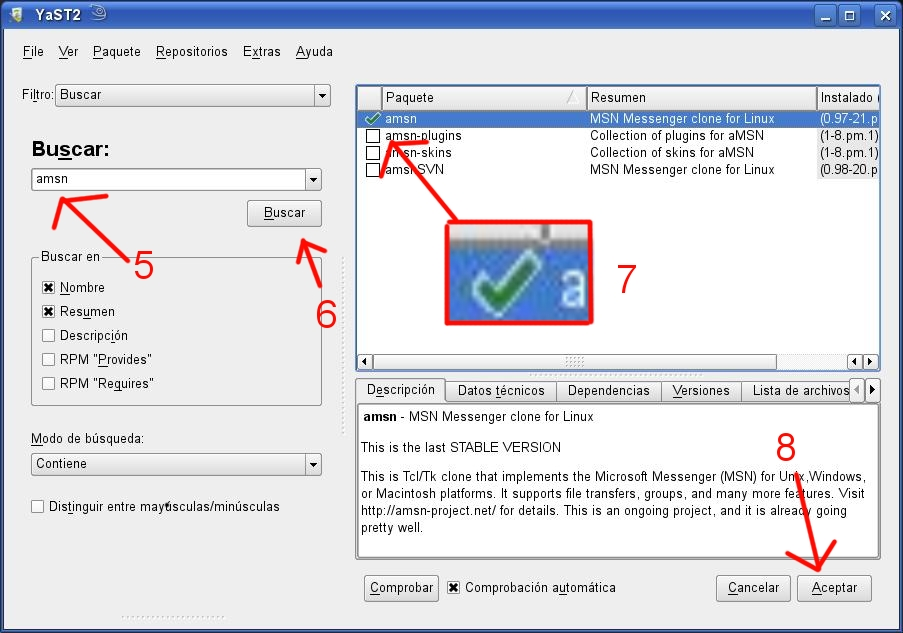 YaST2
File Ver Paquete Repositorios Extras Ayuda
Filtro: Buscar
Buscar:
amsn
Buscar
5
6
Buscar en
Nombre
Resumen
Descripción
RPM "Provides"
RPM "Requires"
Modo de búsqueda:
Contiene
Distinguir entre mayúsculas/minúsculas
Paquete Resumen Instalado (
amsn MSN Messenger clone for Linux (0.97-21.p
amsn-plugins Collection of plugins for aMSN (1-8.pm.1)
amsn-skins Collection of skins for aMSN (1-8.pm.1)
amsn-SVN MSN Messenger clone for Linux (0.98-20.p
a
7
Descripción Datos técnicos Dependencias Versiones Lista de archivos
amsn - MSN Messenger clone for Linux
This is the last STABLE VERSION
This is Tcl/Tk clone that implements the Microsoft Messenger (MSN) for Unix,Windows,
or Macintosh platforms. It supports file transfers, groups, and many more features. Visit
http://amsn-project.net/ for details. This is an ongoing project, and it is already going
pretty well.
8
Comprobar Comprobación automática Cancelar Aceptar